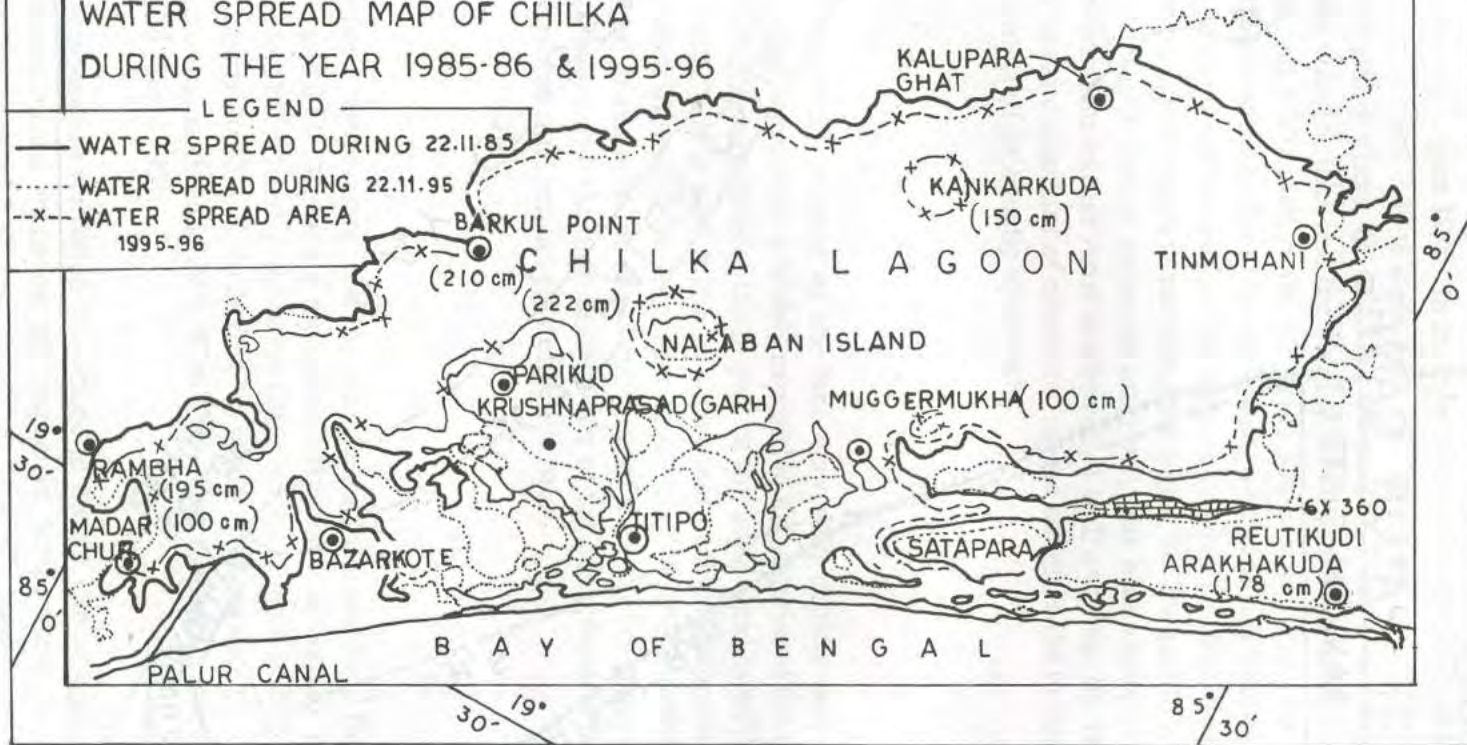 WATER SPREAD MAP OF CHILKA
DURING THE YEAR 1985-86 & 1995-96
LEGEND
WATER SPREAD DURING 22.11.85
WATER SPREAD DURING 22.11.95
--x-- WATER SPREAD AREA
1995-96
KALUPARA
GHAT
KANKARKUDA
(150 cm)
BARKUL POINT
(210 cm)
CHILKA LAGOON
TINMOHANI
85°
0'
(222 cm)
NALABAN ISLAND
PARIKUD
KRUSHNAPRASAD (GARH)
MUGGERMUKHA (100 cm)
19°
30-
RAMBHA
(195 cm)
MADAR (100 cm)
CHUR
BAZARKOTE
TITIPO
SATAPARA
6X 360
REUTIKUDI
ARAKHAKUDA
(178 cm)
85°
0'
BAY OF BENGAL
PALUR CANAL
19°
30-
85°
30'